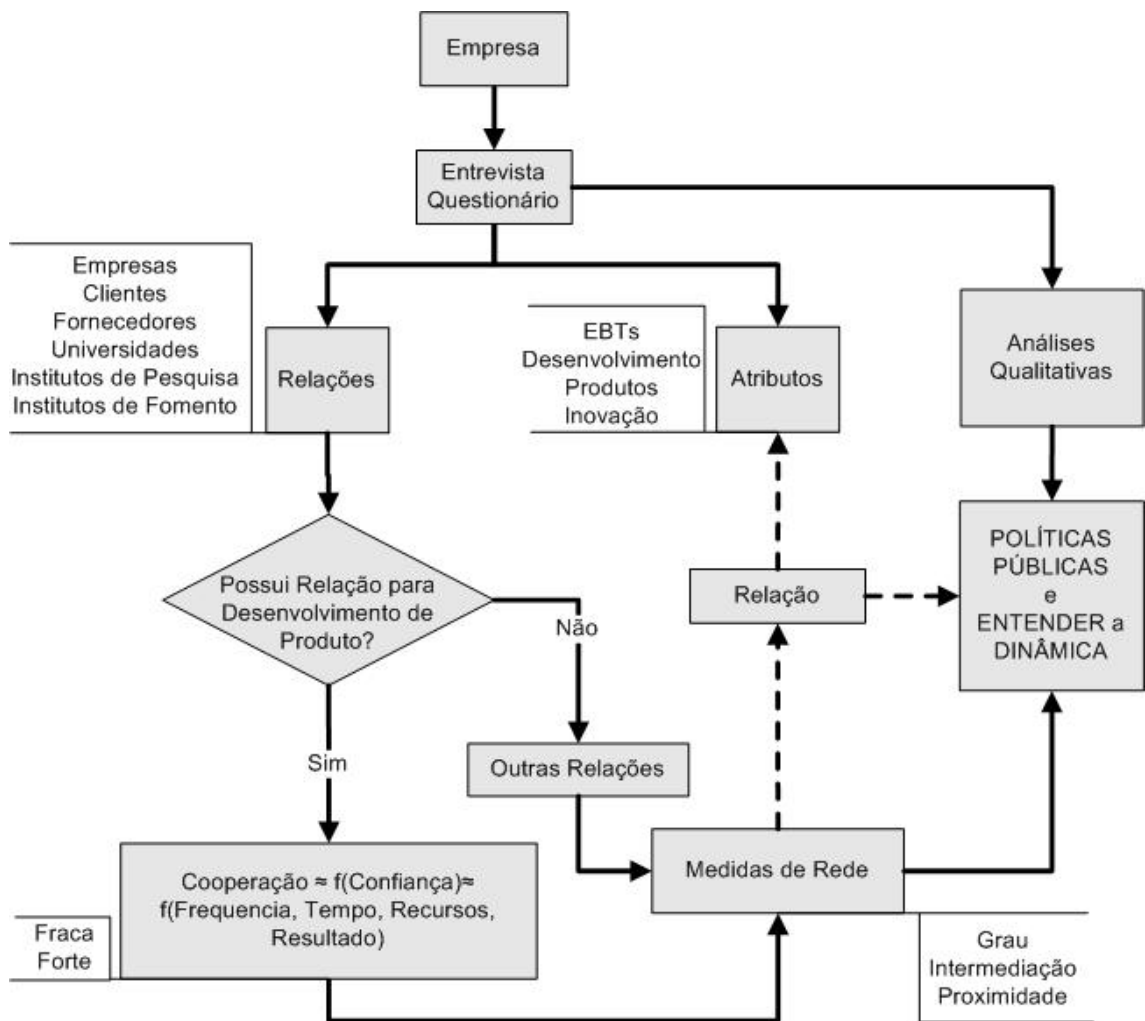 Empresa
Entrevista
Questionário
Empresas
Clientes
Fornecedores
Universidades
Institutos de Pesquisa
Institutos de Fomento
Relações
EBTs
Desenvolvimento
Produtos
Inovação
Atributos
Análises
Qualitativas
Possui Relação para
Desenvolvimento de
Produto?
Não
Sim
Relação
POLÍTICAS
PÚBLICAS
e
ENTENDER a
DINÂMICA
Outras Relações
Cooperação ≈ f(Confiança)≈
f(Frequencia, Tempo, Recursos,
Resultado)
Fraca
Forte
Medidas de Rede
Grau
Intermediação
Proximidade